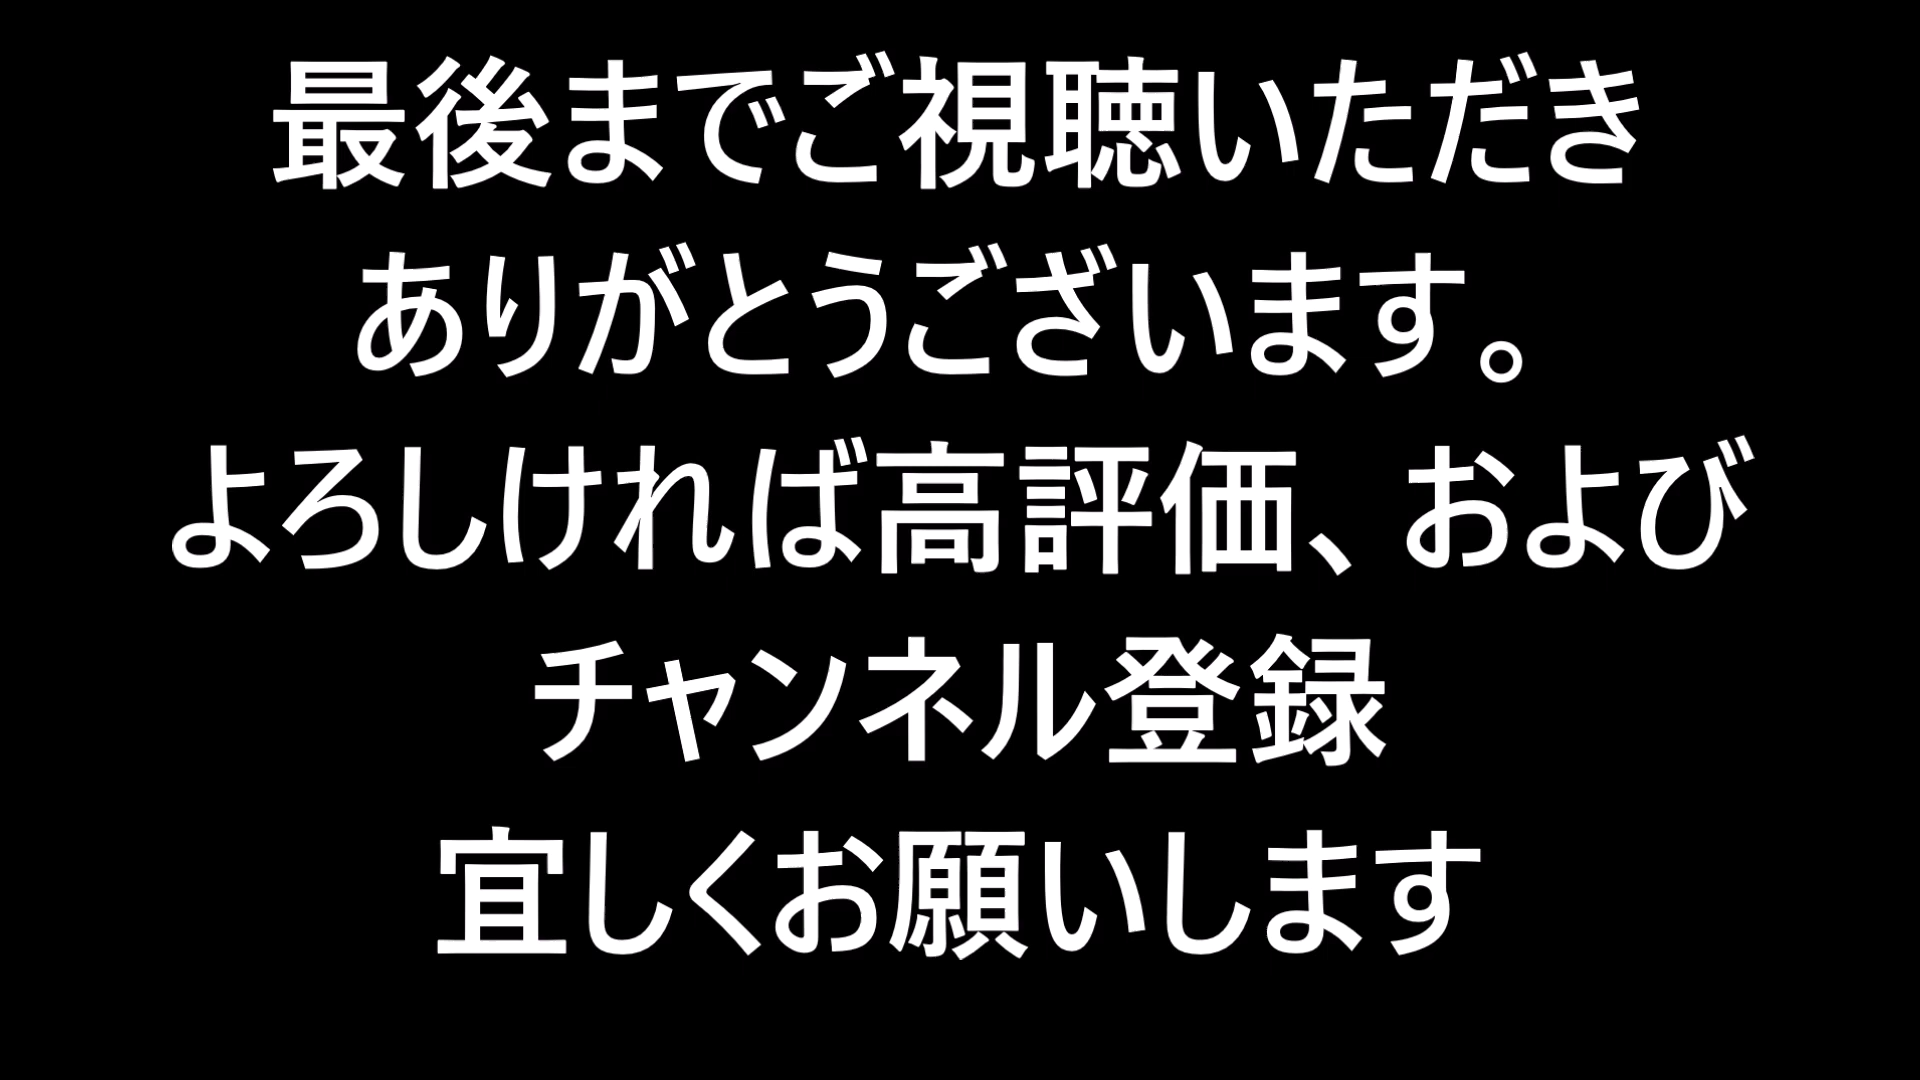 最後までご視聴いただき
ありがとうございます。
よろしければ高評価、および
チャンネル登録
宜しくお願いします